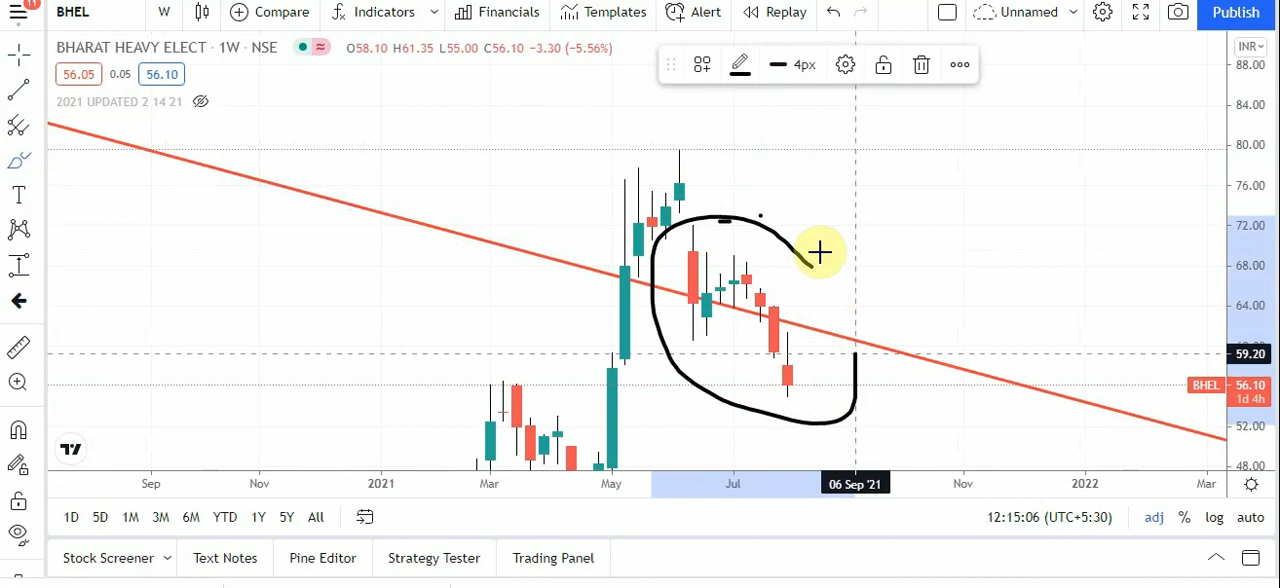 11
BHEL W Compare Indicators Financials Templates Alert Replay Unnamed Publish
BHARAT HEAVY ELECT · 1W · NSE O58.10 H61.35 L55.00 C56.10 −3.30 (−5.56%)
4px
INR
56.05 0.05 56.10
2021 UPDATED 2 14 21
88.00
84.00
80.00
76.00
72.00
68.00
64.00
59.20
BHEL 56.10
1d 4h
52.00
48.00
Sep Nov 2021 Mar May Jul 06 Sep '21 Nov 2022 Mar
1D 5D 1M 3M 6M YTD 1Y 5Y All 12:15:06 (UTC+5:30) adj % log auto
Stock Screener Text Notes Pine Editor Strategy Tester Trading Panel